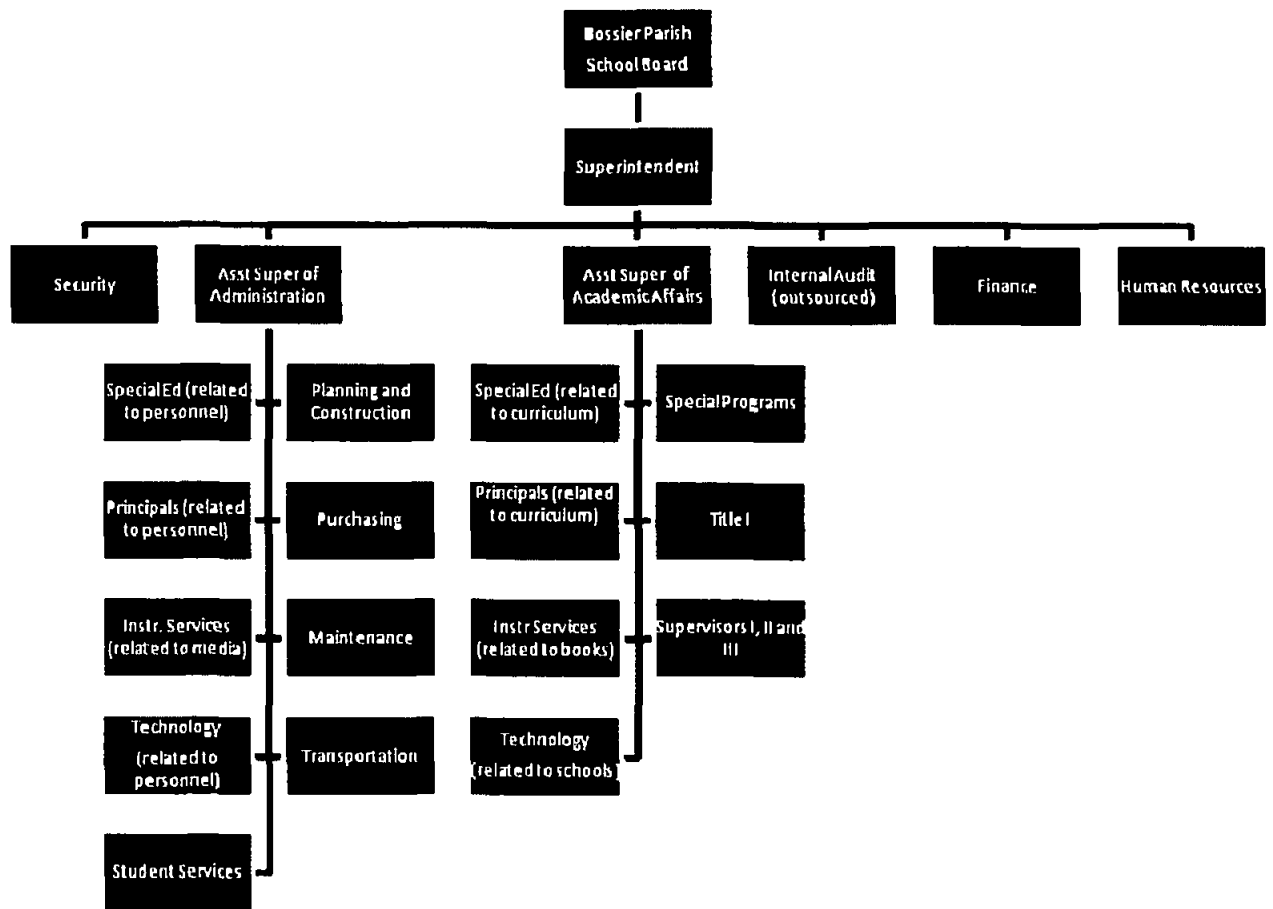 Bossier Parish
School Board
Superintendent
Security
Asst Super of
Administration
Asst Super of
Academic Affairs
Internal Audit
(outsourced)
Finance
Human Resources
Special Ed (related
to personnel)
Planning and
Construction
Special Ed (related
to curriculum)
Special Programs
Principals (related
to personnel)
Purchasing
Principals (related
to curriculum)
Title I
Instr. Services
(related to media)
Maintenance
Instr Services
(related to books)
Supervisors I, II and
III
Technology
(related to
personnel)
Transportation
Technology
(related to schools)
Student Services